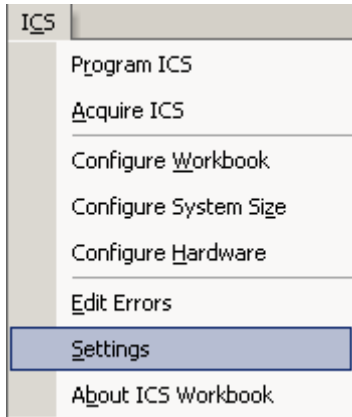 ICS
Program ICS
Acquire ICS
Configure Workbook
Configure System Size
Configure Hardware
Edit Errors
Settings
About ICS Workbook